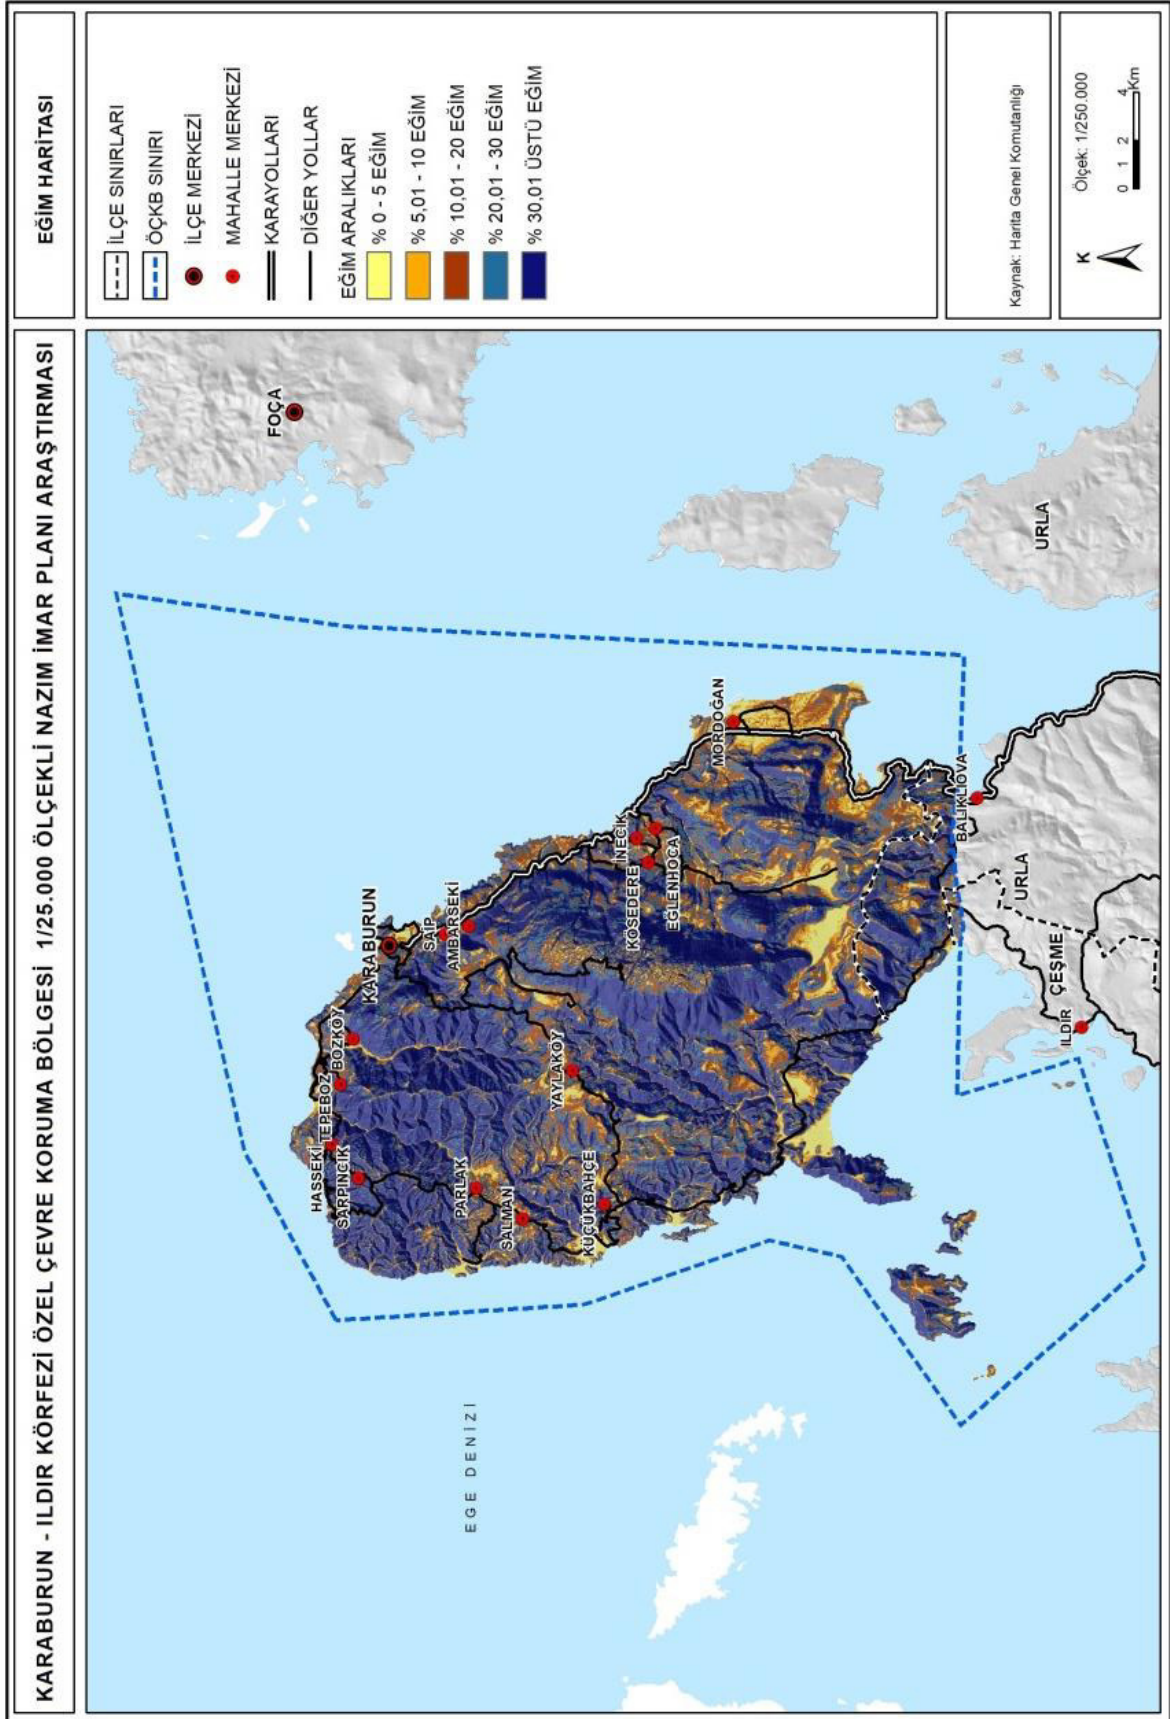 KARABURUN - ILDIR KÖRFEZİ ÖZEL ÇEVRE KORUMA BÖLGESİ 1/25.000 ÖLÇEKLİ NAZIM İMAR PLANI ARAŞTIRMASI
EĞİM HARİTASI
İLÇE SINIRLARI
ÖÇKB SINIRI
İLÇE MERKEZİ
MAHALLE MERKEZİ
KARAYOLLARI
DİĞER YOLLAR
EĞİM ARALIKLARI
% 0 - 5 EĞİM
% 5,01 - 10 EĞİM
% 10,01 - 20 EĞİM
% 20,01 - 30 EĞİM
% 30,01 ÜSTÜ EĞİM
Kaynak: Harita Genel Komutanlığı
K
Ölçek: 1/250.000
0 1 2 4
Km
FOÇA
KARABURUN
SAİP
AMBARSEKİ
BOZKÖY
TEPEBOZ
HASSEKİ
SARPINCIK
PARLAK
SALMAN
YAYLAKÖY
KÜÇÜKBAHÇE
İNECİK
KÖSEDERE
EĞLENHOCA
MORDOĞAN
BALIKLIOVA
URLA
URLA
ÇEŞME
ILDIR
EGE DENİZİ